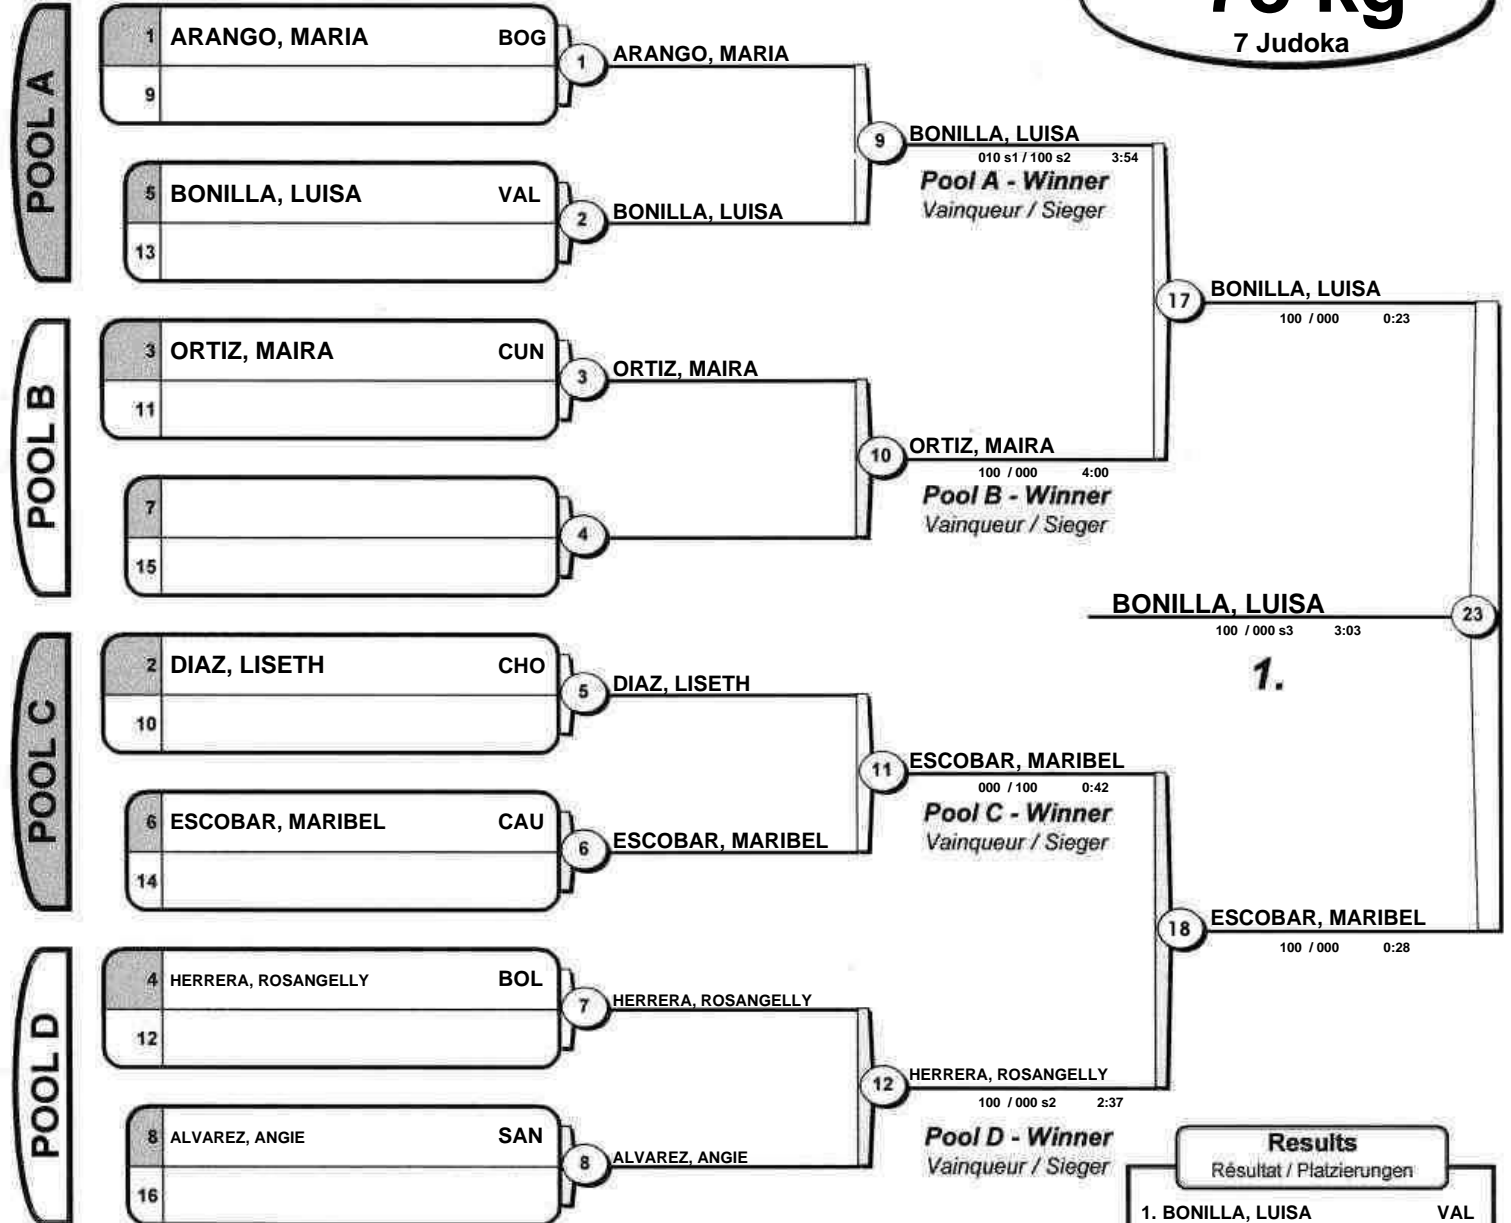 7 Judoka
POOL A
1 ARANGO, MARIA BOG
9
1 ARANGO, MARIA
5 BONILLA, LUISA VAL
13
2 BONILLA, LUISA
9 BONILLA, LUISA
010 s1 / 100 s2 3:54
Pool A - Winner
Vainqueur / Sieger
POOL B
3 ORTIZ, MAIRA CUN
11
3 ORTIZ, MAIRA
7
15
4
10 ORTIZ, MAIRA
100 / 000 4:00
Pool B - Winner
Vainqueur / Sieger
17 BONILLA, LUISA
100 / 000 0:23
POOL C
2 DIAZ, LISETH CHO
10
5 DIAZ, LISETH
6 ESCOBAR, MARIBEL CAU
14
6 ESCOBAR, MARIBEL
11 ESCOBAR, MARIBEL
000 / 100 0:42
Pool C - Winner
Vainqueur / Sieger
POOL D
4 HERRERA, ROSANGELLY BOL
12
7 HERRERA, ROSANGELLY
8 ALVAREZ, ANGIE SAN
16
8 ALVAREZ, ANGIE
12 HERRERA, ROSANGELLY
100 / 000 s2 2:37
Pool D - Winner
Vainqueur / Sieger
18 ESCOBAR, MARIBEL
100 / 000 0:28
BONILLA, LUISA 23
100 / 000 s3 3:03
1.
Results
Résultat / Platzierungen
1. BONILLA, LUISA VAL